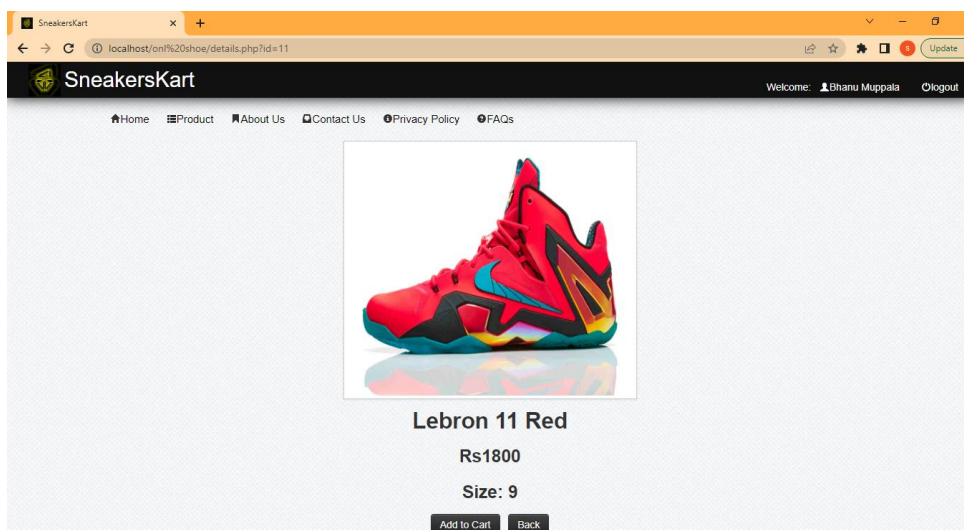 SneakersKart
localhost/onl%20shoe/details.php?id=11
S
Update
SneakersKart
Welcome: Bhanu Muppala logout
Home Product About Us Contact Us Privacy Policy FAQs
Lebron 11 Red
Rs1800
Size: 9
Add to Cart Back